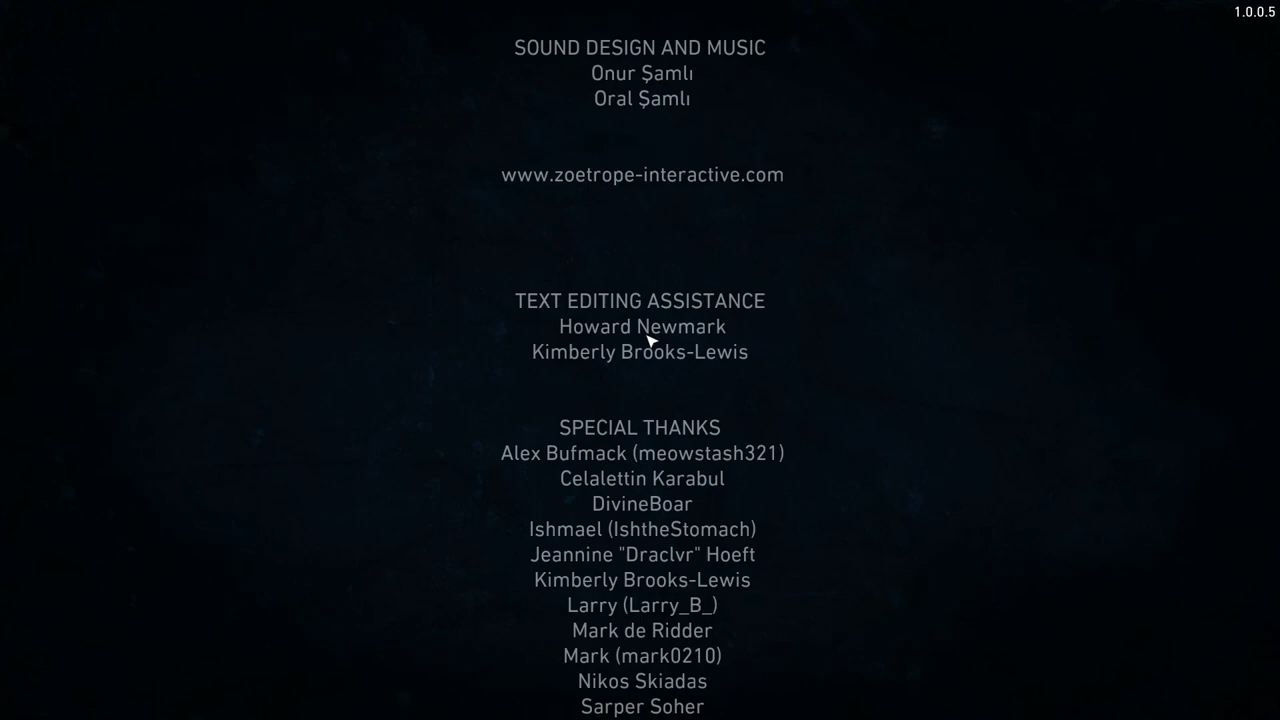 1.0.0.5
SOUND DESIGN AND MUSIC
Onur Şamlı
Oral Şamlı
www.zoetrope-interactive.com
TEXT EDITING ASSISTANCE
Howard Newmark
Kimberly Brooks-Lewis
SPECIAL THANKS
Alex Bufmack (meowstash321)
Celalettin Karabul
DivineBoar
Ishmael (IshtheStomach)
Jeannine "Draclvr" Hoeft
Kimberly Brooks-Lewis
Larry (Larry_B_)
Mark de Ridder
Mark (mark0210)
Nikos Skiadas
Sarper Soher